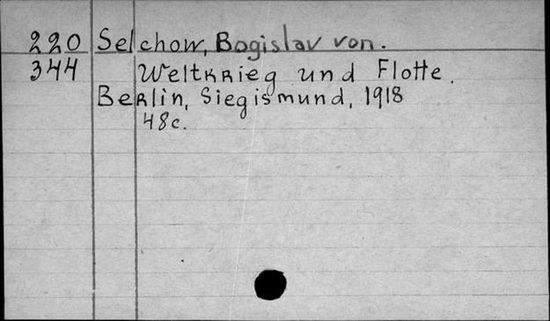 220 Selchow, Bogislav von.
344 Weltkrieg und Flotte.
Berlin, Siegismund, 1918
48c.